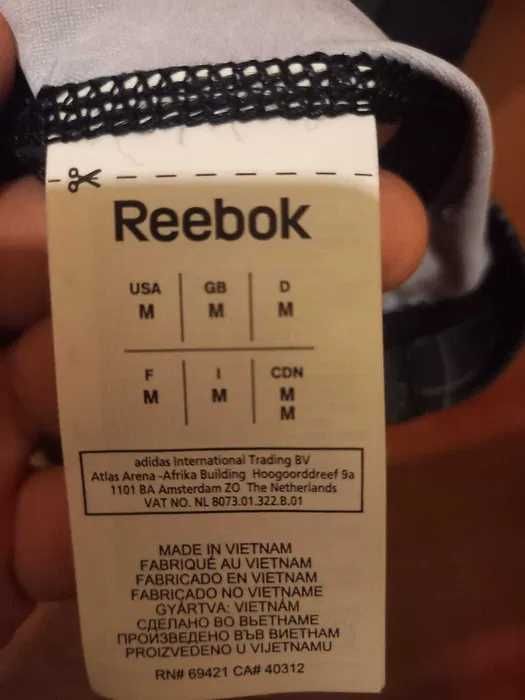 Reebok
USA GB D
M M M
F I CDN
M M M
M
adidas International Trading BV
Atlas Arena -Afrika Building Hoogoorddreef 9a
1101 BA Amsterdam ZO The Netherlands
VAT NO. NL 8073.01.322.B.01
MADE IN VIETNAM
FABRIQUÉ AU VIETNAM
FABRICADO EN VIETNAM
FABRICADO NO VIETNAME
GYÁRTVA: VIETNÁM
СДЕЛАНО ВО ВЬЕТНАМЕ
ПРОИЗВЕДЕНО ВЪВ ВИЕТНАМ
PROIZVEDENO U VIJETNAMU
RN# 69421 CA# 40312